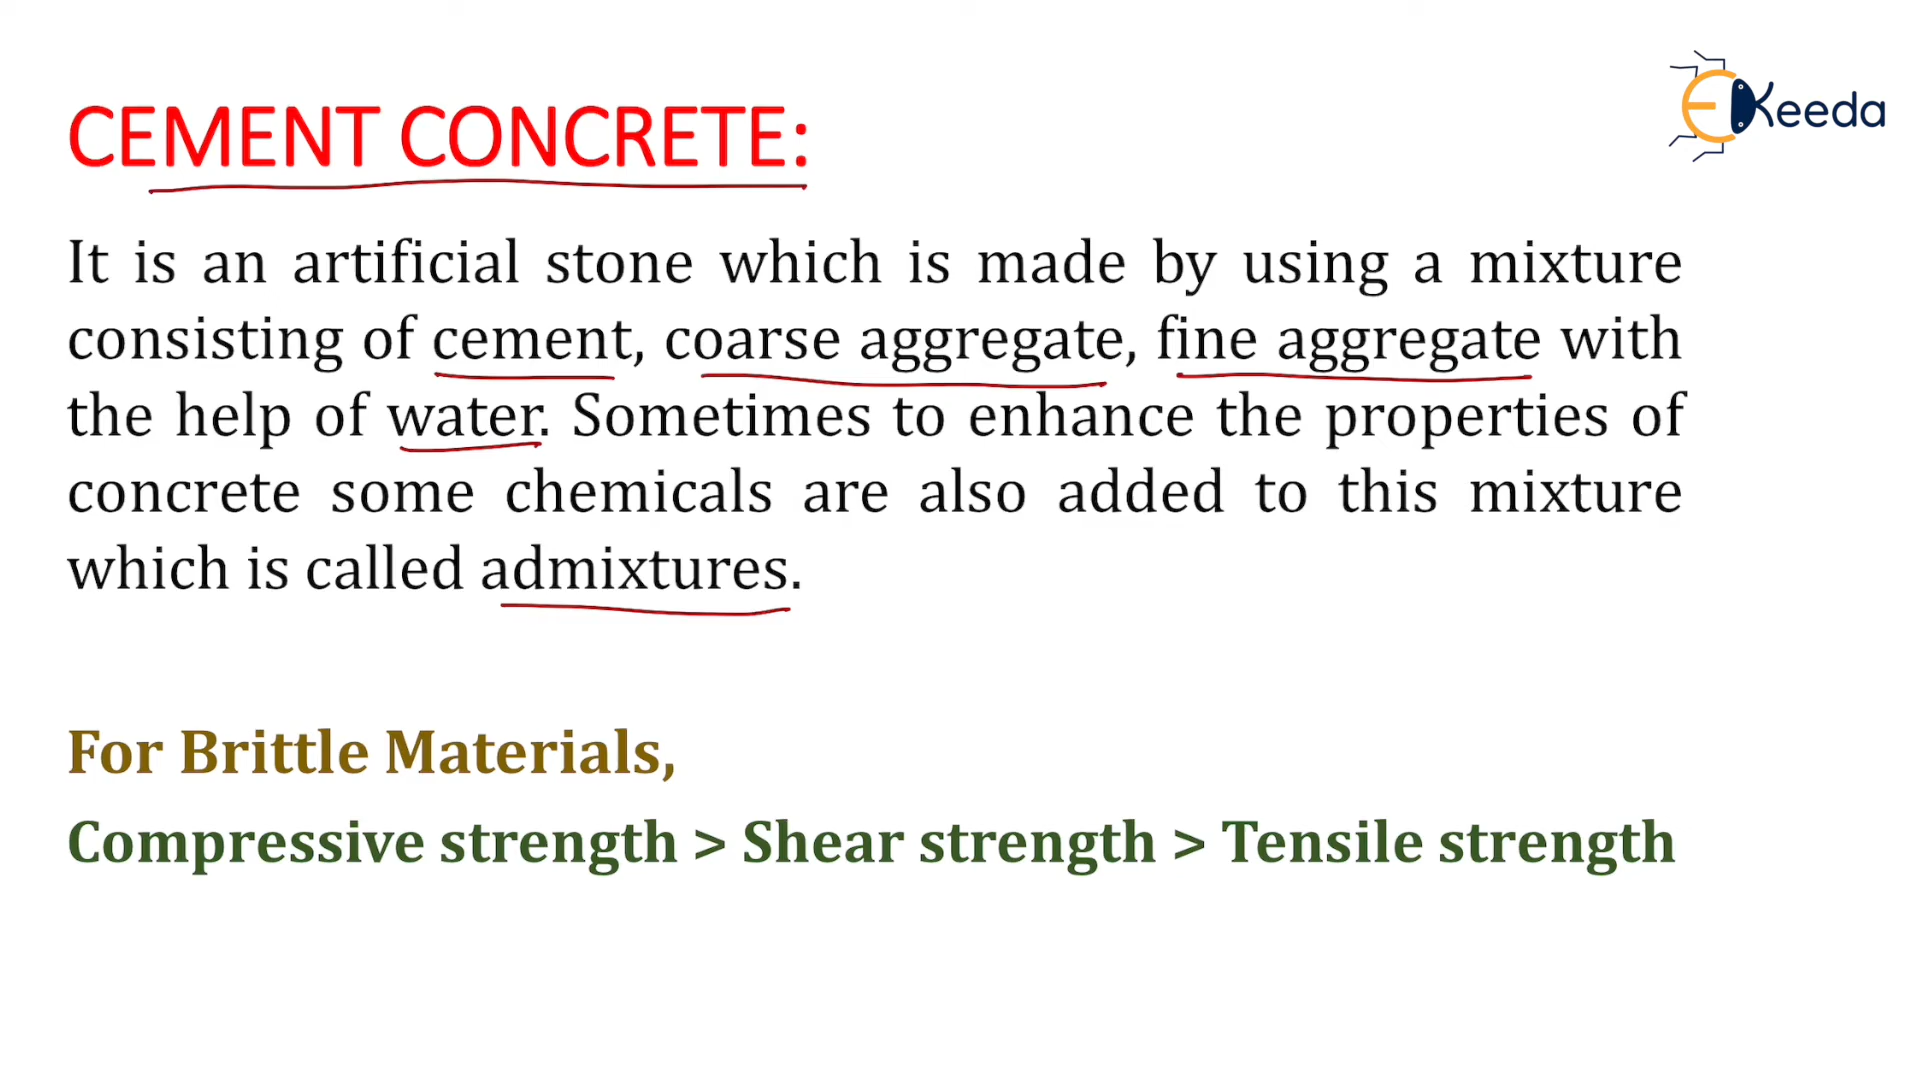 EKeeda
CEMENT CONCRETE:
It is an artificial stone which is made by using a mixture
consisting of cement, coarse aggregate, fine aggregate with
the help of water. Sometimes to enhance the properties of
concrete some chemicals are also added to this mixture
which is called admixtures.
For Brittle Materials,
Compressive strength > Shear strength > Tensile strength